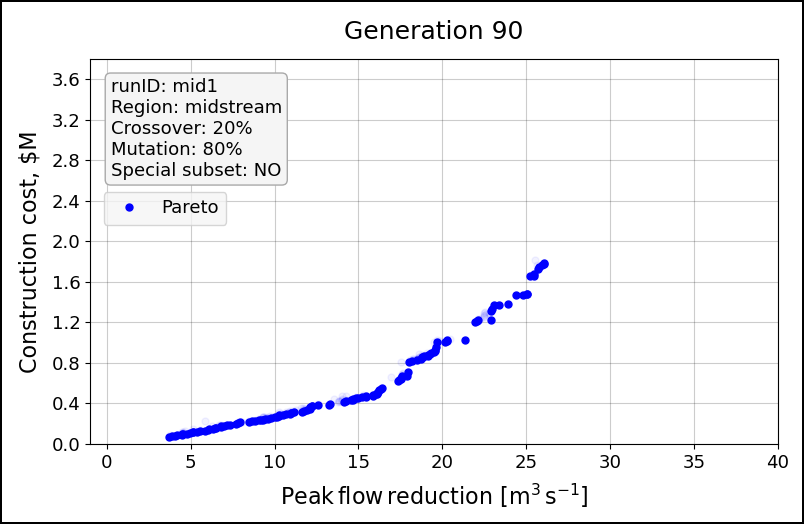 Generation 90
Construction cost, $M
3.6
3.2
2.8
2.4
2.0
1.6
1.2
0.8
0.4
0.0
runID: mid1
Region: midstream
Crossover: 20%
Mutation: 80%
Special subset: NO
Pareto
0 5 10 15 20 25 30 35 40
Peak flow reduction [m³ s⁻¹]